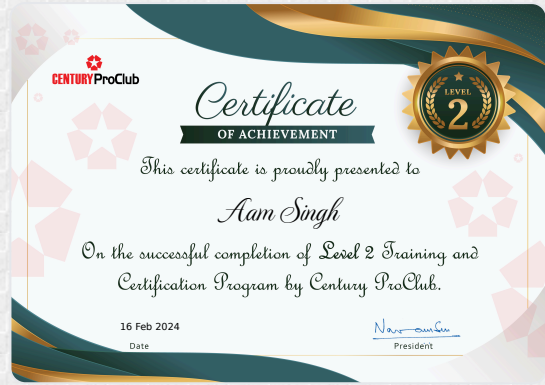 CENTURY ProClub
Certificate
OF ACHIEVEMENT
LEVEL
2
This certificate is proudly presented to
Aam Singh
On the successful completion of Level 2 Training and
Certification Program by Century ProClub.
16 Feb 2024
Date
President